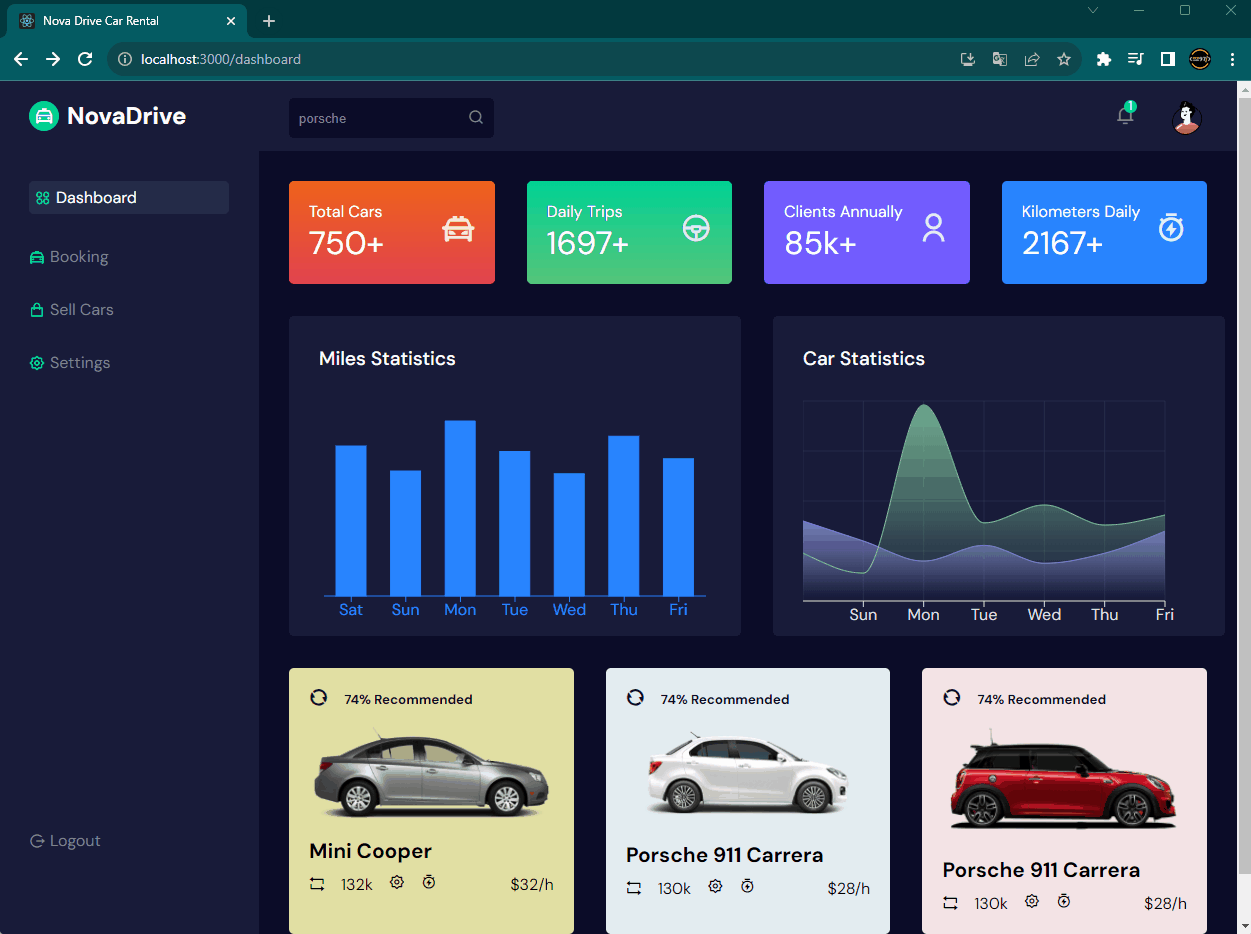 Nova Drive Car Rental
localhost:3000/dashboard
NovaDrive
porsche
1
Dashboard
Booking
Sell Cars
Settings
Logout
Total Cars
750+
Daily Trips
1697+
Clients Annually
85k+
Kilometers Daily
2167+
Miles Statistics
Sat Sun Mon Tue Wed Thu Fri
Car Statistics
Sun Mon Tue Wed Thu Fri
74% Recommended
Mini Cooper
132k $32/h
74% Recommended
Porsche 911 Carrera
130k $28/h
74% Recommended
Porsche 911 Carrera
130k $28/h